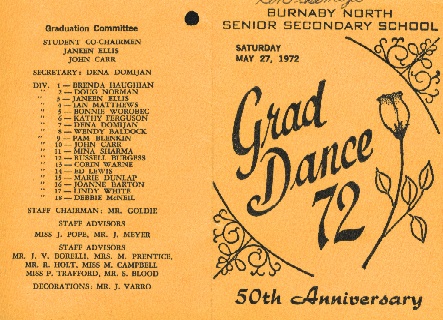 Graduation Committee
STUDENT CO-CHAIRMEN
JANEEN ELLIS
JOHN CARR
SECRETARY: DENA DOMIJAN
DIV. 1 — BRENDA HAUGHIAN
" 2 — DOUG NORMAN
" 3 — JANEEN ELLIS
" 4 — IAN MATTHEWS
" 5 — BONNIE WOROBEC
" 6 — KATHY FERGUSON
" 7 — DENA DOMIJAN
" 8 — WENDY BALDOCK
" 9 — PAM BLENKIN
" 10 — JOHN CARR
" 11 — MINA SHARMA
" 12 — RUSSELL BURGESS
" 13 — CORIN WARNE
" 14 — ED LEWIS
" 15 — MARIE DUNLAP
" 16 — JOANNE BARTON
" 17 — LINDY WHITE
" 18 — DEBBIE McNEIL
STAFF CHAIRMAN: MR. GOLDIE
STAFF ADVISORS
MISS J. POPE, MR. J. MEYER
STAFF ADVISORS
MR. J. V. BORELLI, MRS. M. PRENTICE,
MR. R. HOLT, MISS M. CAMPBELL
MISS P. TRAFFORD, MR. S. BLOOD
DECORATIONS: MR. J. VARRO
BURNABY NORTH
SENIOR SECONDARY SCHOOL
SATURDAY
MAY 27, 1972
Grad
Dance
72
50th Anniversary